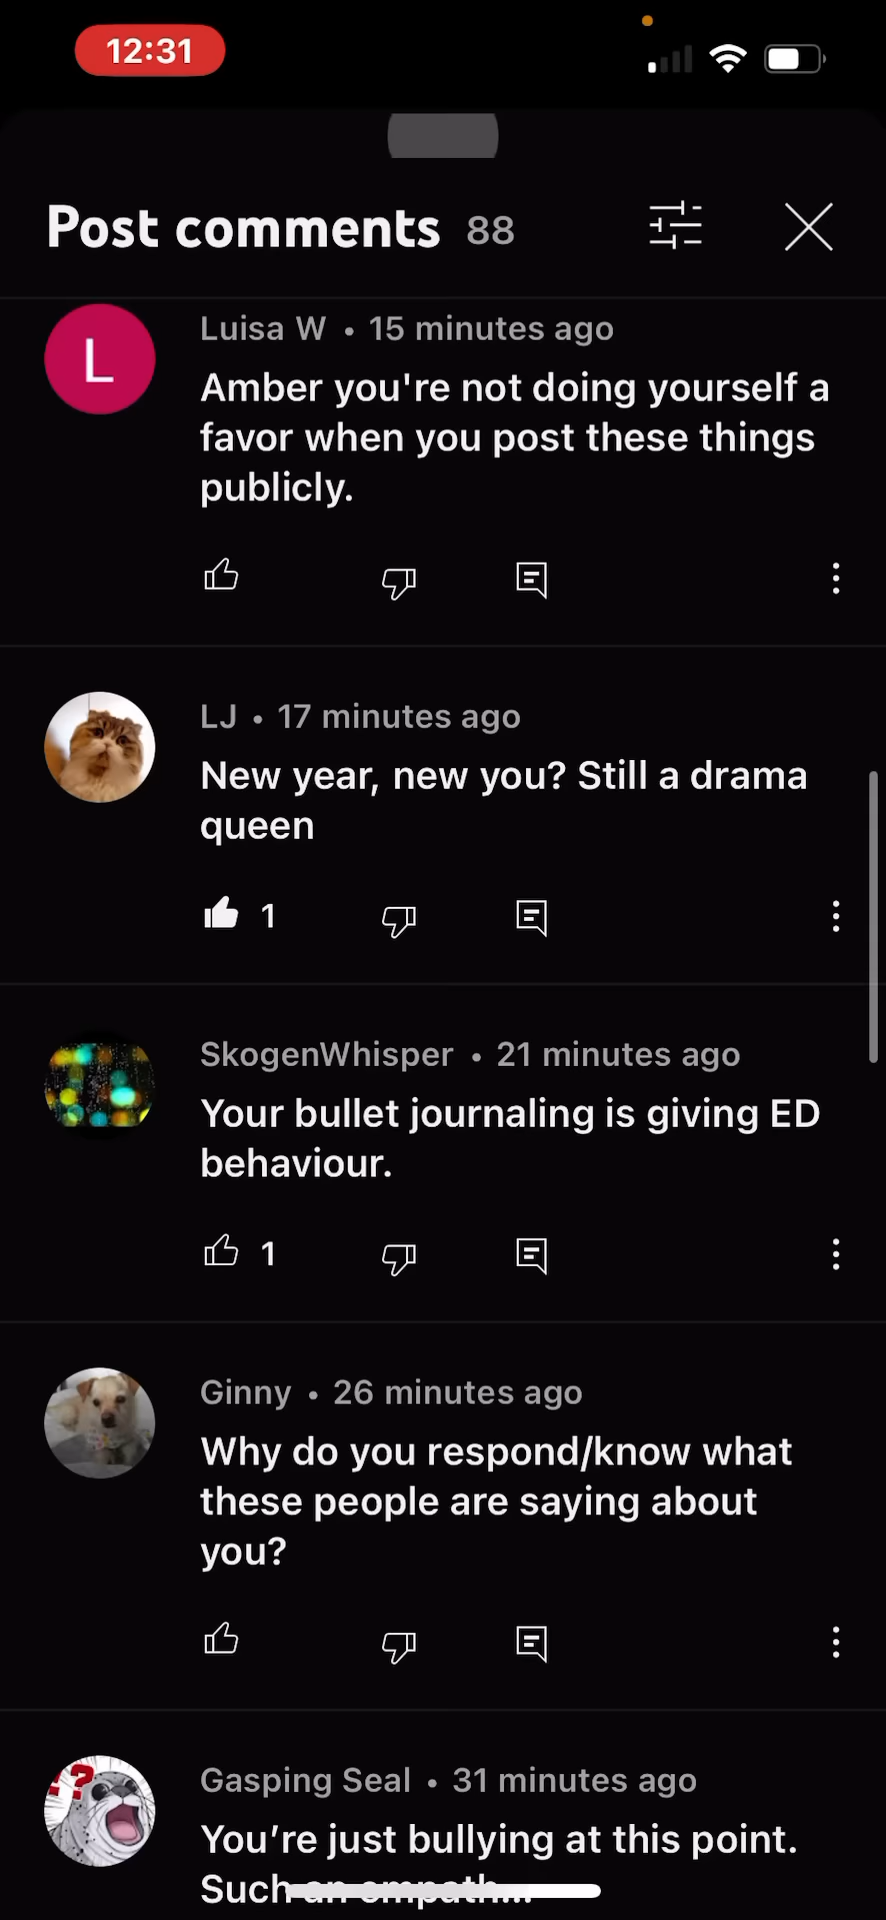 12:31
Post comments 88
L
Luisa W • 15 minutes ago
Amber you're not doing yourself a
favor when you post these things
publicly.
LJ • 17 minutes ago
New year, new you? Still a drama
queen
1
SkogenWhisper • 21 minutes ago
Your bullet journaling is giving ED
behaviour.
1
Ginny • 26 minutes ago
Why do you respond/know what
these people are saying about
you?
!?
Gasping Seal • 31 minutes ago
You’re just bullying at this point.
Such an empath...